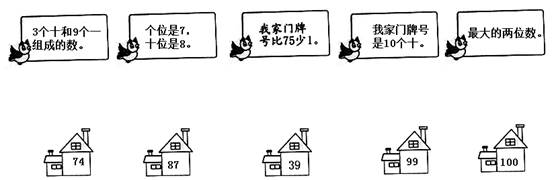 3个十和9个一
组成的数。
个位是7,
十位是8。
我家门牌
号比75少1。
我家门牌号
是10个十。
最大的两位数。
74
87
39
99
100